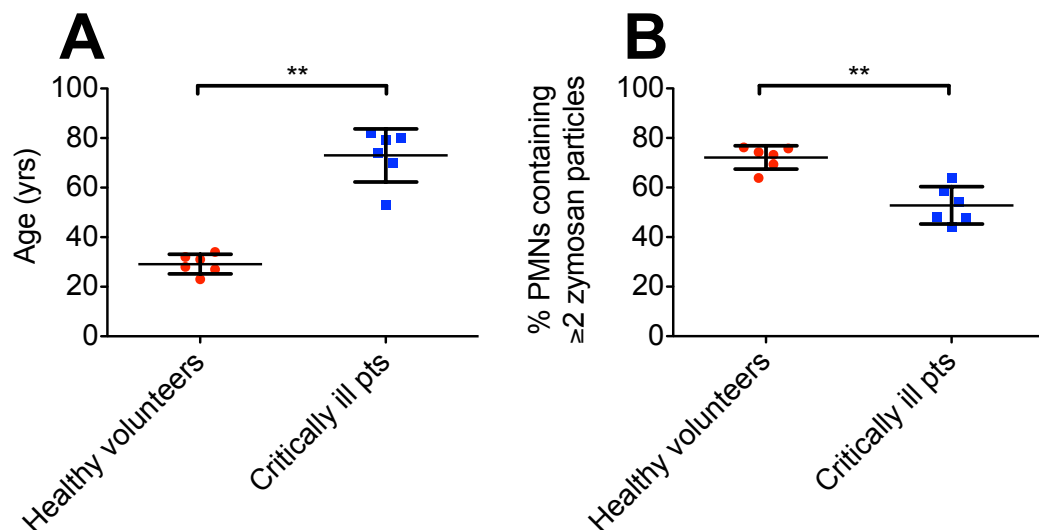 A
**
100
80
60
40
20
0
Age (yrs)
Healthy volunteers
Critically ill pts
B
**
100
80
60
40
20
0
% PMNs containing
≥2 zymosan particles
Healthy volunteers
Critically ill pts